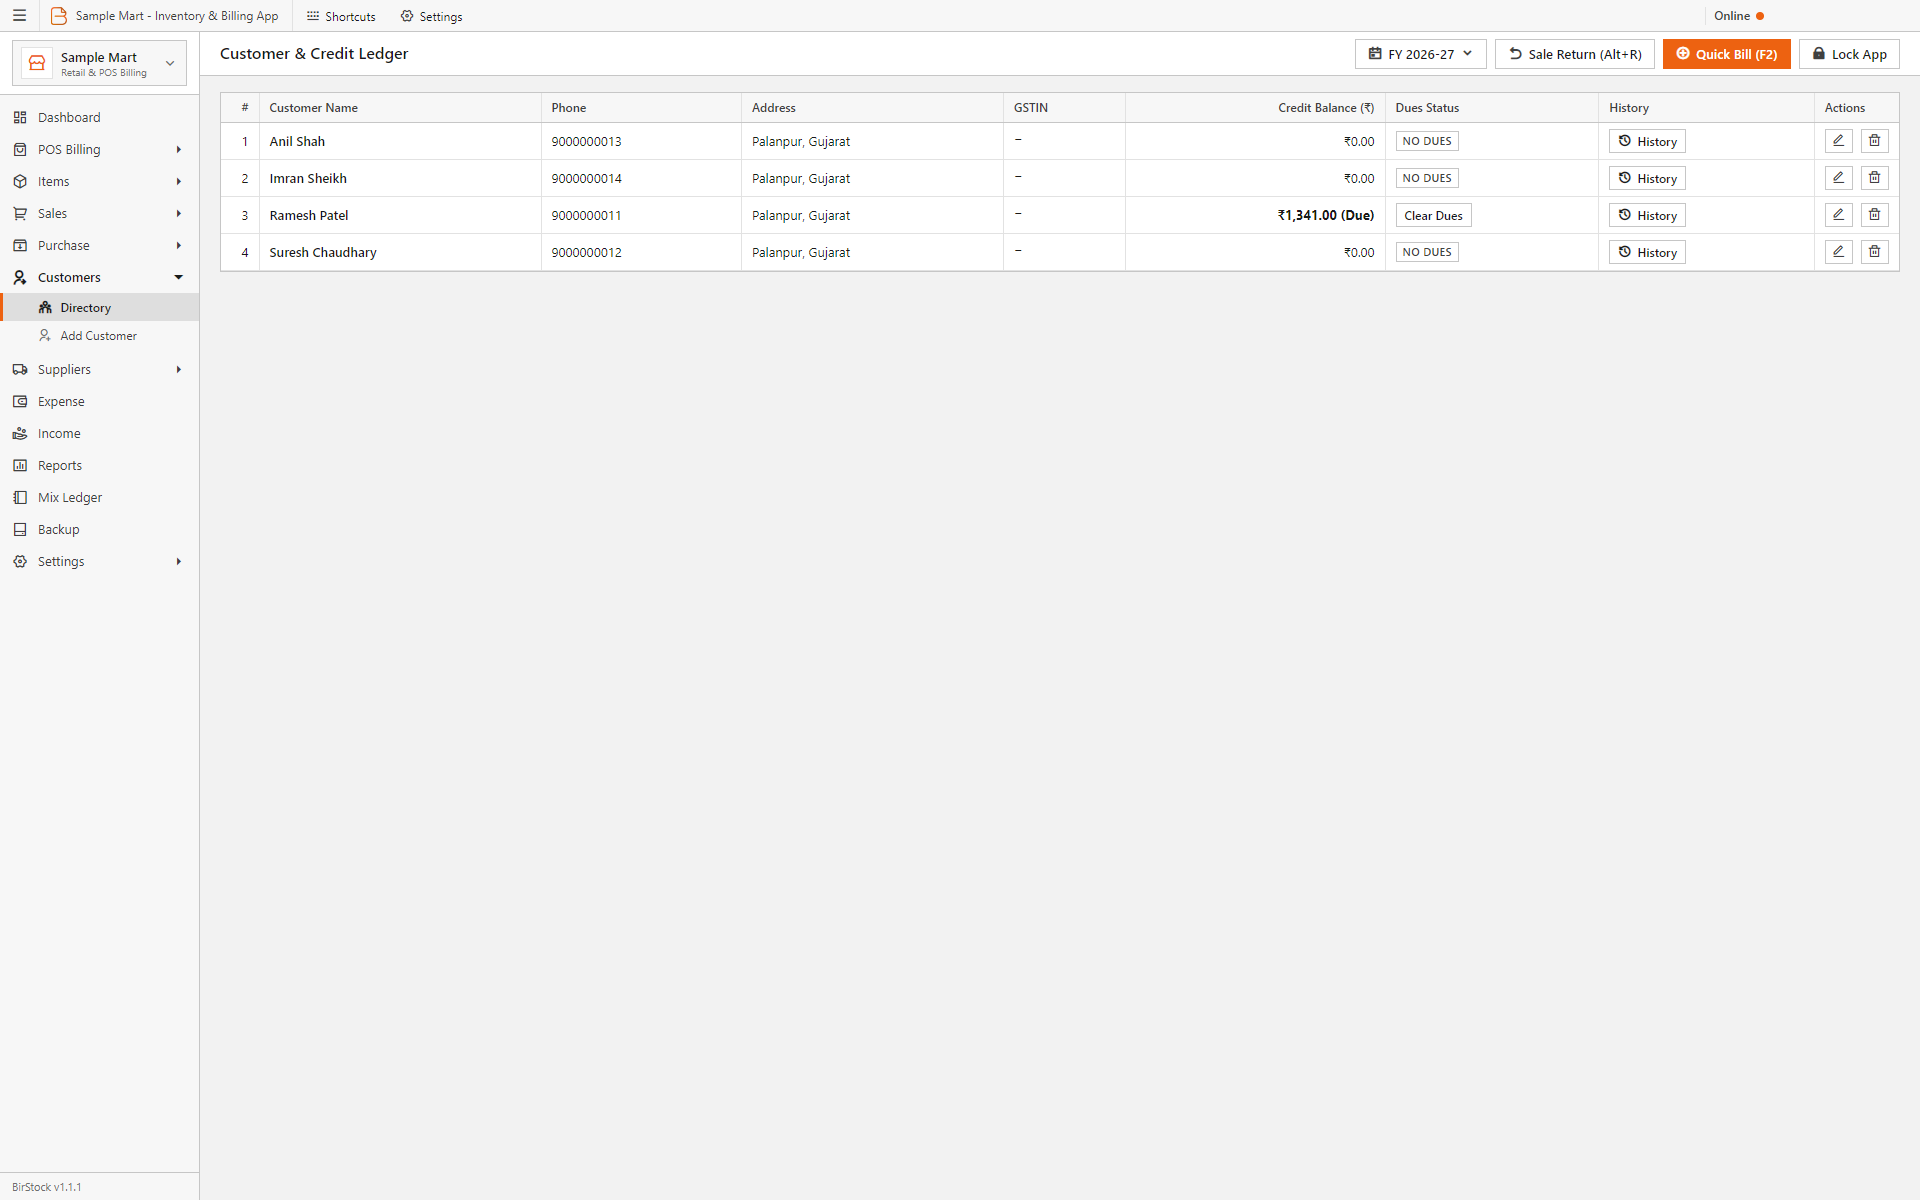 Sample Mart - Inventory & Billing App
Shortcuts
Settings
Online
Sample Mart
Retail & POS Billing
Customer & Credit Ledger
FY 2026-27
Sale Return (Alt+R)
Quick Bill (F2)
Lock App
Dashboard
POS Billing
Items
Sales
Purchase
Customers
Directory
Add Customer
Suppliers
Expense
Income
Reports
Mix Ledger
Backup
Settings
BirStock v1.1.1
# Customer Name Phone Address GSTIN Credit Balance (₹) Dues Status History Actions
1 Anil Shah 9000000013 Palanpur, Gujarat – ₹0.00 NO DUES History
2 Imran Sheikh 9000000014 Palanpur, Gujarat – ₹0.00 NO DUES History
3 Ramesh Patel 9000000011 Palanpur, Gujarat – ₹1,341.00 (Due) Clear Dues History
4 Suresh Chaudhary 9000000012 Palanpur, Gujarat – ₹0.00 NO DUES History